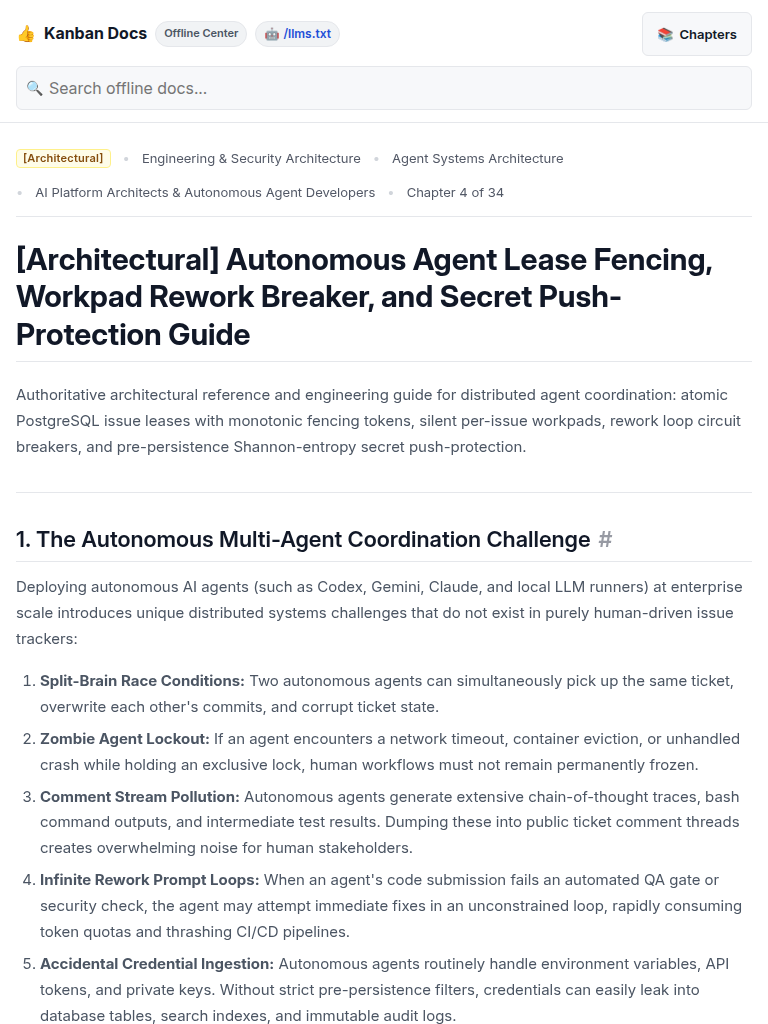 👍 Kanban Docs Offline Center 🤖 /llms.txt 📚 Chapters
🔍 Search offline docs...
[Architectural] • Engineering & Security Architecture • Agent Systems Architecture
• AI Platform Architects & Autonomous Agent Developers • Chapter 4 of 34
[Architectural] Autonomous Agent Lease Fencing,
Workpad Rework Breaker, and Secret Push-
Protection Guide
Authoritative architectural reference and engineering guide for distributed agent coordination: atomic
PostgreSQL issue leases with monotonic fencing tokens, silent per-issue workpads, rework loop circuit
breakers, and pre-persistence Shannon-entropy secret push-protection.
1. The Autonomous Multi-Agent Coordination Challenge #
Deploying autonomous AI agents (such as Codex, Gemini, Claude, and local LLM runners) at enterprise
scale introduces unique distributed systems challenges that do not exist in purely human-driven issue
trackers:
1. Split-Brain Race Conditions: Two autonomous agents can simultaneously pick up the same ticket,
overwrite each other's commits, and corrupt ticket state.
2. Zombie Agent Lockout: If an agent encounters a network timeout, container eviction, or unhandled
crash while holding an exclusive lock, human workflows must not remain permanently frozen.
3. Comment Stream Pollution: Autonomous agents generate extensive chain-of-thought traces, bash
command outputs, and intermediate test results. Dumping these into public ticket comment threads
creates overwhelming noise for human stakeholders.
4. Infinite Rework Prompt Loops: When an agent's code submission fails an automated QA gate or
security check, the agent may attempt immediate fixes in an unconstrained loop, rapidly consuming
token quotas and thrashing CI/CD pipelines.
5. Accidental Credential Ingestion: Autonomous agents routinely handle environment variables, API
tokens, and private keys. Without strict pre-persistence filters, credentials can easily leak into
database tables, search indexes, and immutable audit logs.